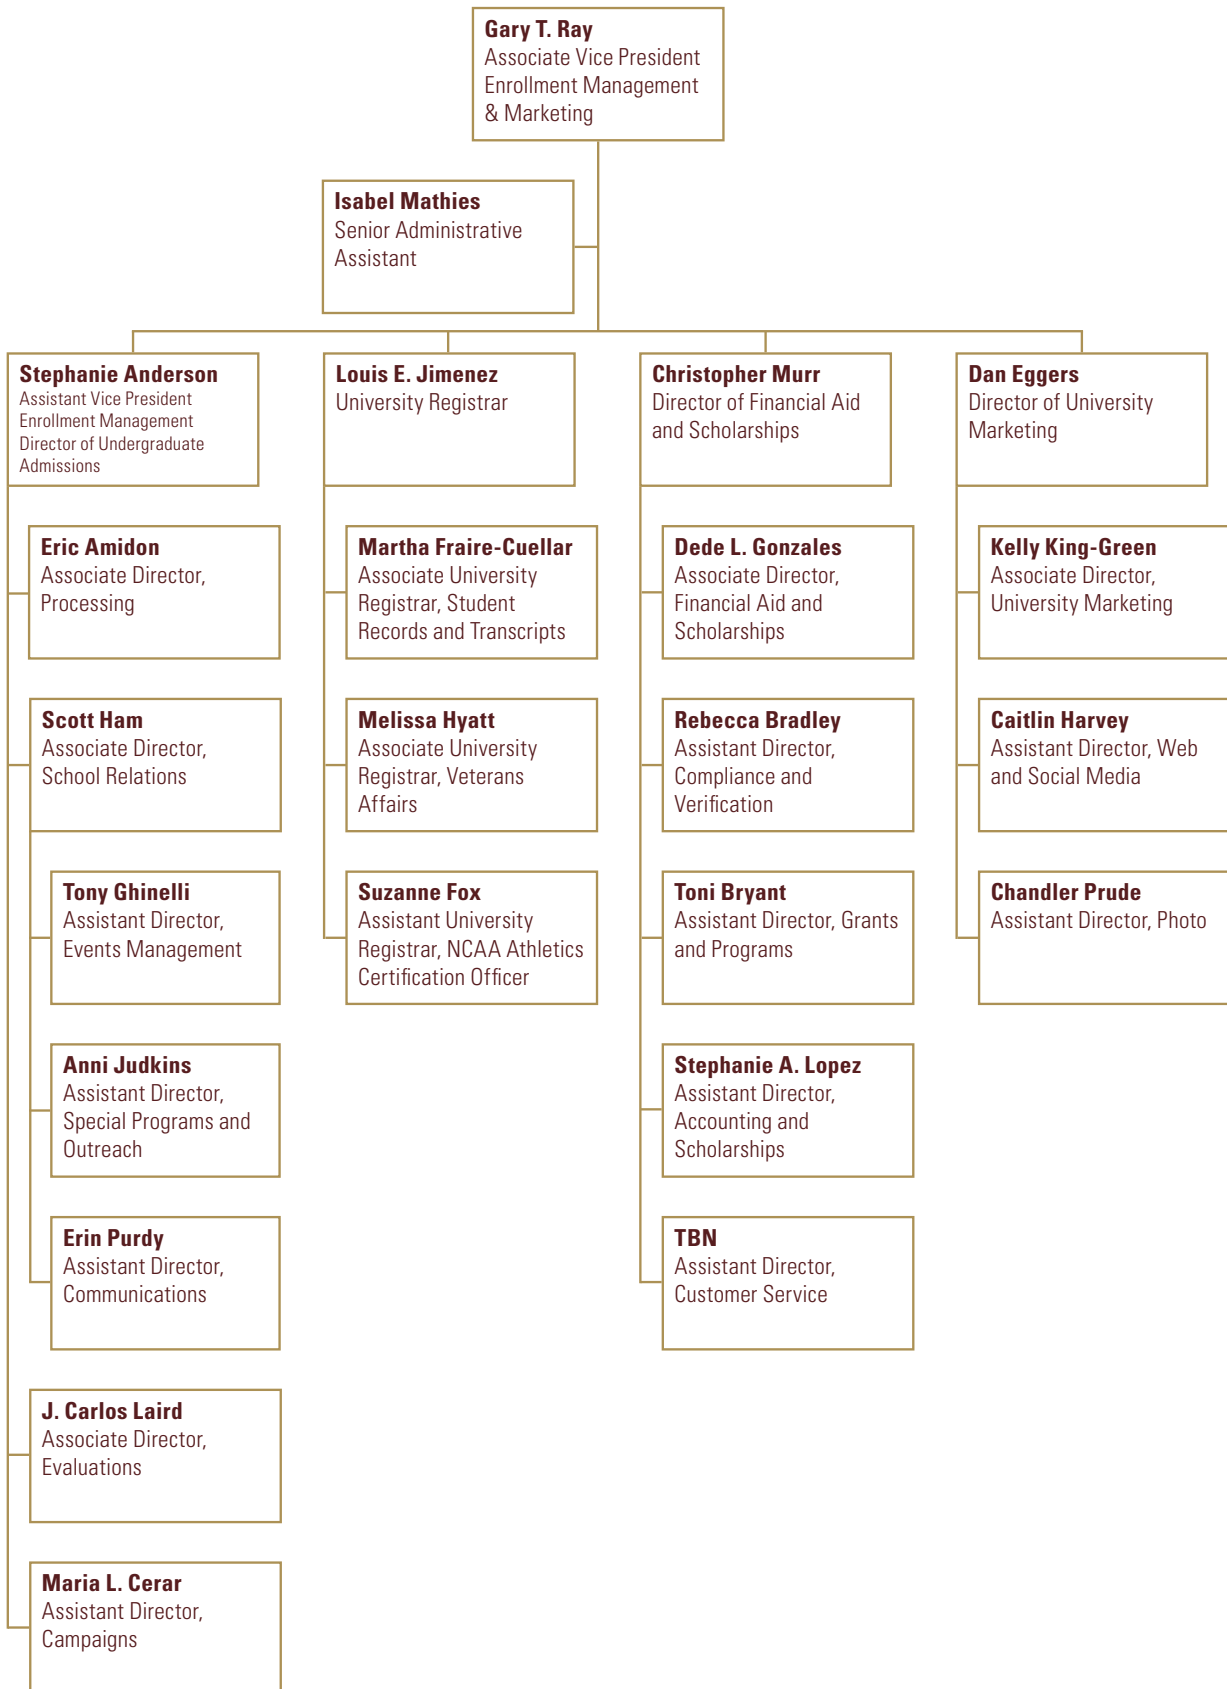 Gary T. Ray
Associate Vice President
Enrollment Management
& Marketing
Isabel Mathies
Senior Administrative
Assistant
Stephanie Anderson
Assistant Vice President
Enrollment Management
Director of Undergraduate
Admissions
Eric Amidon
Associate Director,
Processing
Scott Ham
Associate Director,
School Relations
Tony Ghinelli
Assistant Director,
Events Management
Anni Judkins
Assistant Director,
Special Programs and
Outreach
Erin Purdy
Assistant Director,
Communications
J. Carlos Laird
Associate Director,
Evaluations
Maria L. Cerar
Assistant Director,
Campaigns
Louis E. Jimenez
University Registrar
Martha Fraire-Cuellar
Associate University
Registrar, Student
Records and Transcripts
Melissa Hyatt
Associate University
Registrar, Veterans
Affairs
Suzanne Fox
Assistant University
Registrar, NCAA Athletics
Certification Officer
Christopher Murr
Director of Financial Aid
and Scholarships
Dede L. Gonzales
Associate Director,
Financial Aid and
Scholarships
Rebecca Bradley
Assistant Director,
Compliance and
Verification
Toni Bryant
Assistant Director, Grants
and Programs
Stephanie A. Lopez
Assistant Director,
Accounting and
Scholarships
TBN
Assistant Director,
Customer Service
Dan Eggers
Director of University
Marketing
Kelly King-Green
Associate Director,
University Marketing
Caitlin Harvey
Assistant Director, Web
and Social Media
Chandler Prude
Assistant Director, Photo